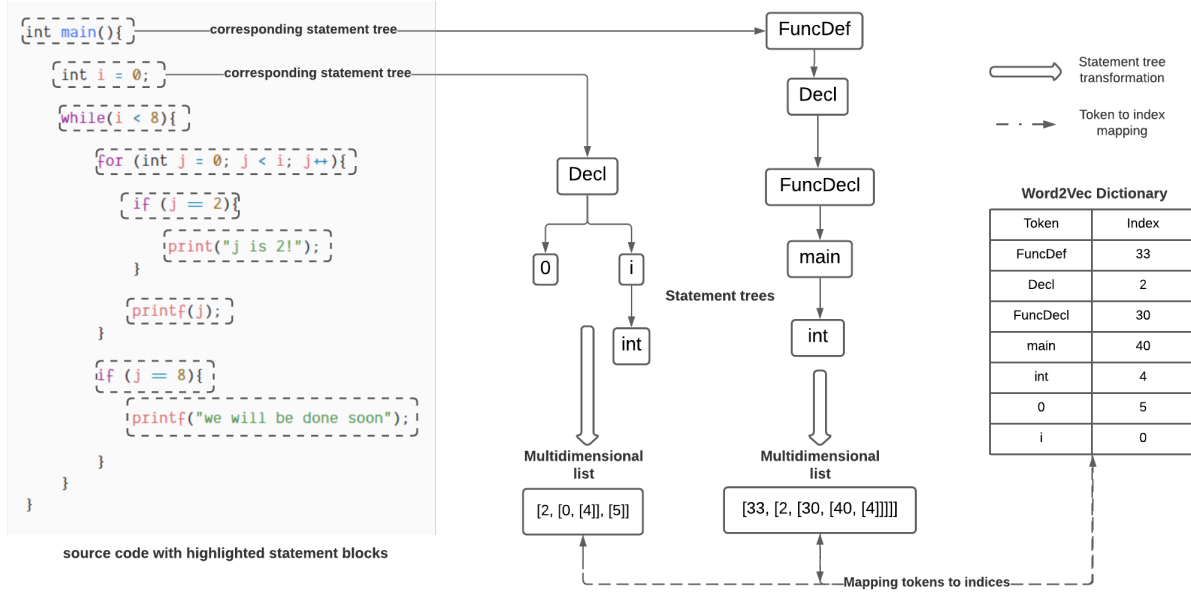 int main(){
int i = 0;
while(i < 8){
for (int j = 0; j < i; j++){
if (j == 2){
print("j is 2!");
}
printf(j);
}
if (j == 8){
printf("we will be done soon");
}
}
}
source code with highlighted statement blocks
corresponding statement tree
corresponding statement tree
Decl
0
i
int
Statement trees
Multidimensional
list
[2, [0, [4]], [5]]
FuncDef
Decl
FuncDecl
main
int
Multidimensional
list
[33, [2, [30, [40, [4]]]]]
Mapping tokens to indices
Statement tree
transformation
Token to index
mapping
Word2Vec Dictionary
Token Index
FuncDef 33
Decl 2
FuncDecl 30
main 40
int 4
0 5
i 0